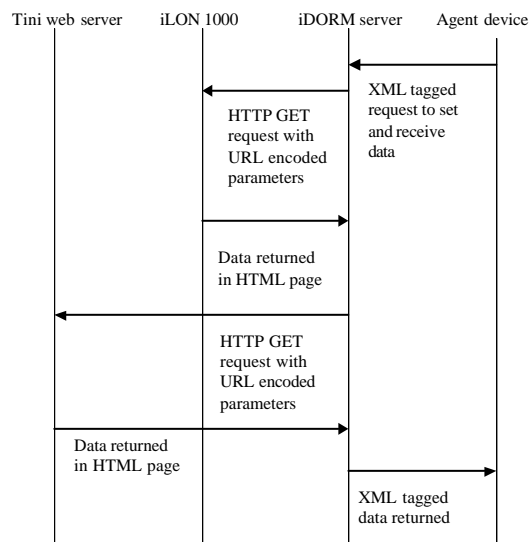 Tini web server
iLON 1000
iDORM server
Agent device
XML tagged
request to set
and receive
data
HTTP GET
request with
URL encoded
parameters
Data returned
in HTML page
HTTP GET
request with
URL encoded
parameters
Data returned
in HTML page
XML tagged
data returned